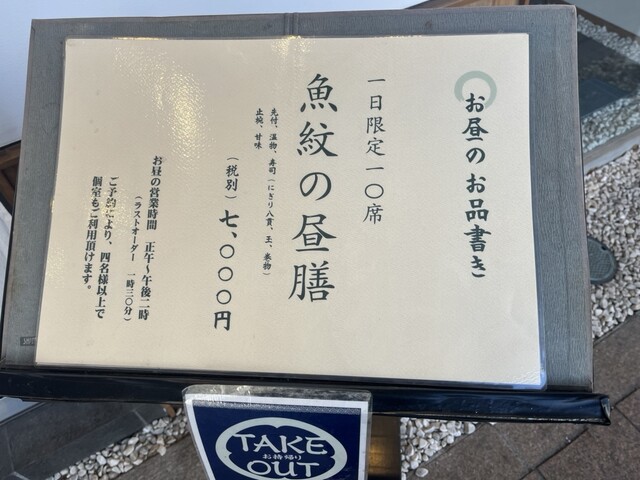 お昼のお品書き
一日限定一〇席
魚紋の昼膳
先付、温物、寿司(にぎり八貫、玉、巻物)
止椀、甘味
(税別)七、〇〇〇円
お昼の営業時間 正午～午後二時
(ラストオーダー 一時三〇分)
ご予約により、四名様以上で
個室もご利用頂けます。
TAKE
お持帰り
OUT